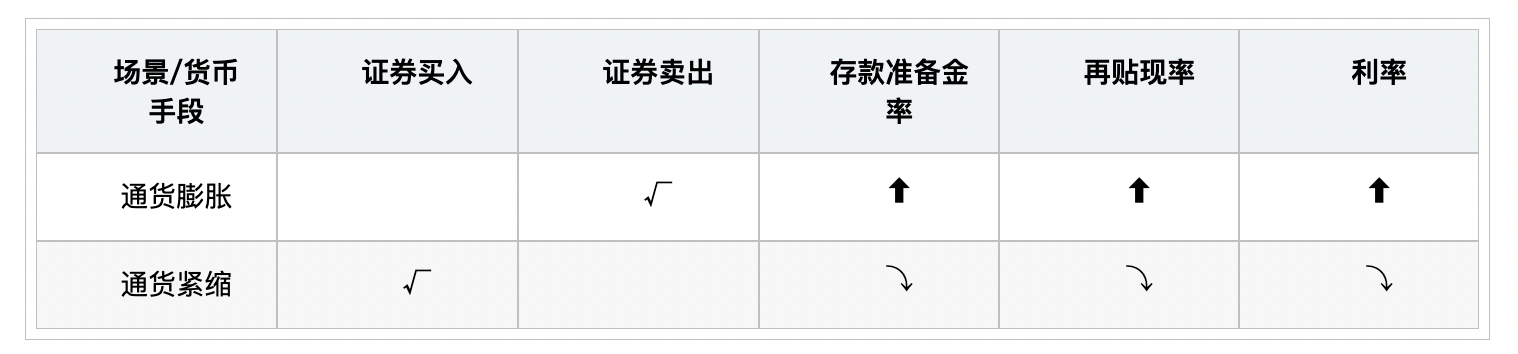 场景/货币 证券买入 证券卖出 存款准备金 再贴现率 利率
手段 率
通货膨胀 √ ⬆ ⬆ ⬆
通货紧缩 √ ⤵ ⤵ ⤵